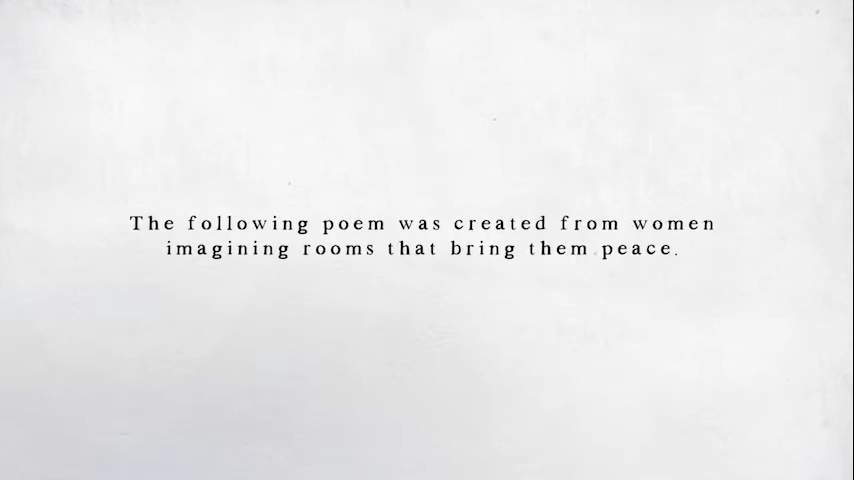 The following poem was created from women
imagining rooms that bring them peace.